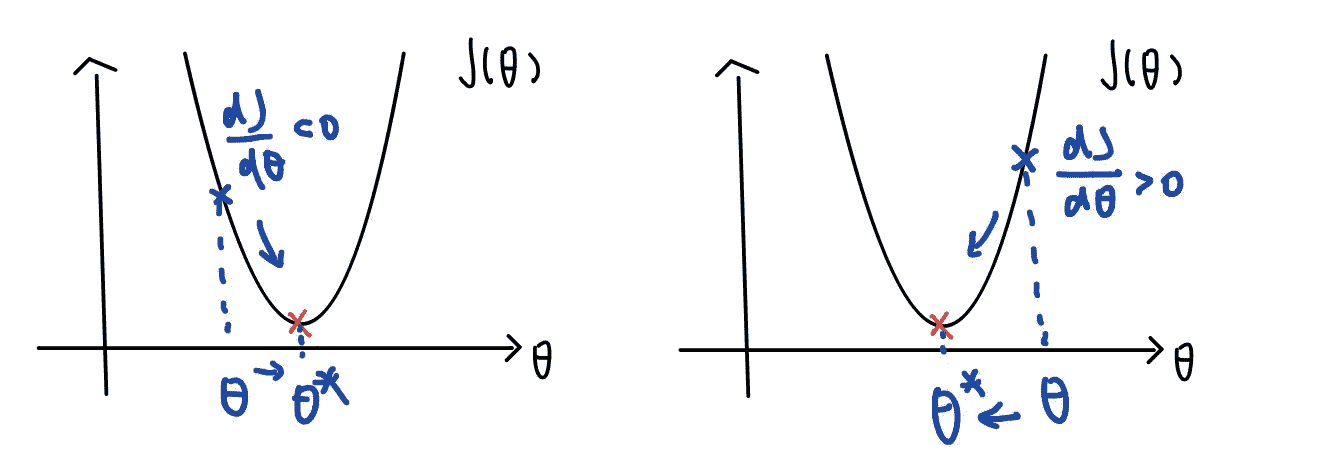 J(θ)
dJ/dθ < 0
θ
θ → θ*
J(θ)
dJ/dθ > 0
θ
θ* ← θ